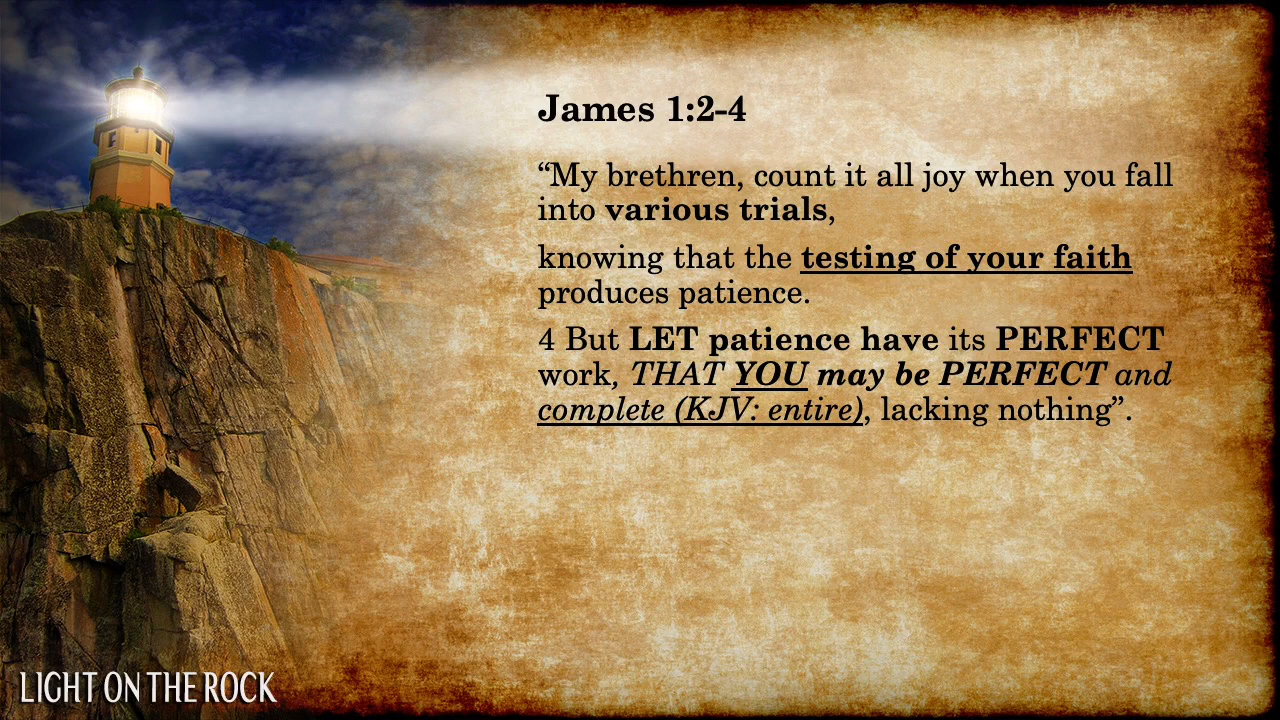 James 1:2-4
“My brethren, count it all joy when you fall
into various trials,
knowing that the testing of your faith
produces patience.
4 But LET patience have its PERFECT
work, THAT YOU may be PERFECT and
complete (KJV: entire), lacking nothing”.
LIGHT ON THE ROCK